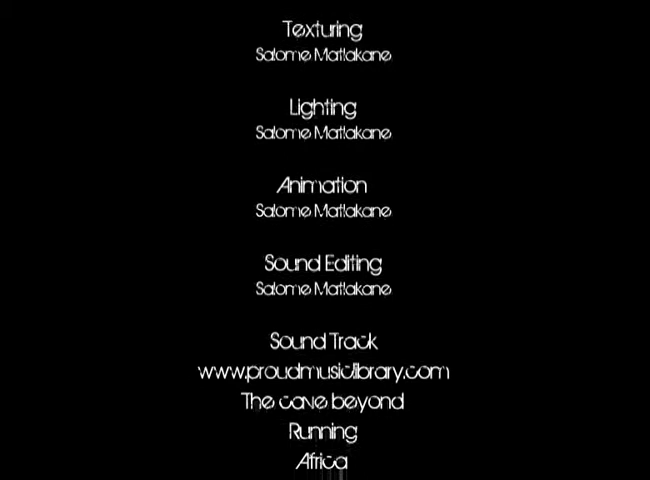 Texturing
Salome Matlakane
Lighting
Salome Matlakane
Animation
Salome Matlakane
Sound Editing
Salome Matlakane
Sound Track
www.proudmusiclibrary.com
The cave beyond
Running
Africa